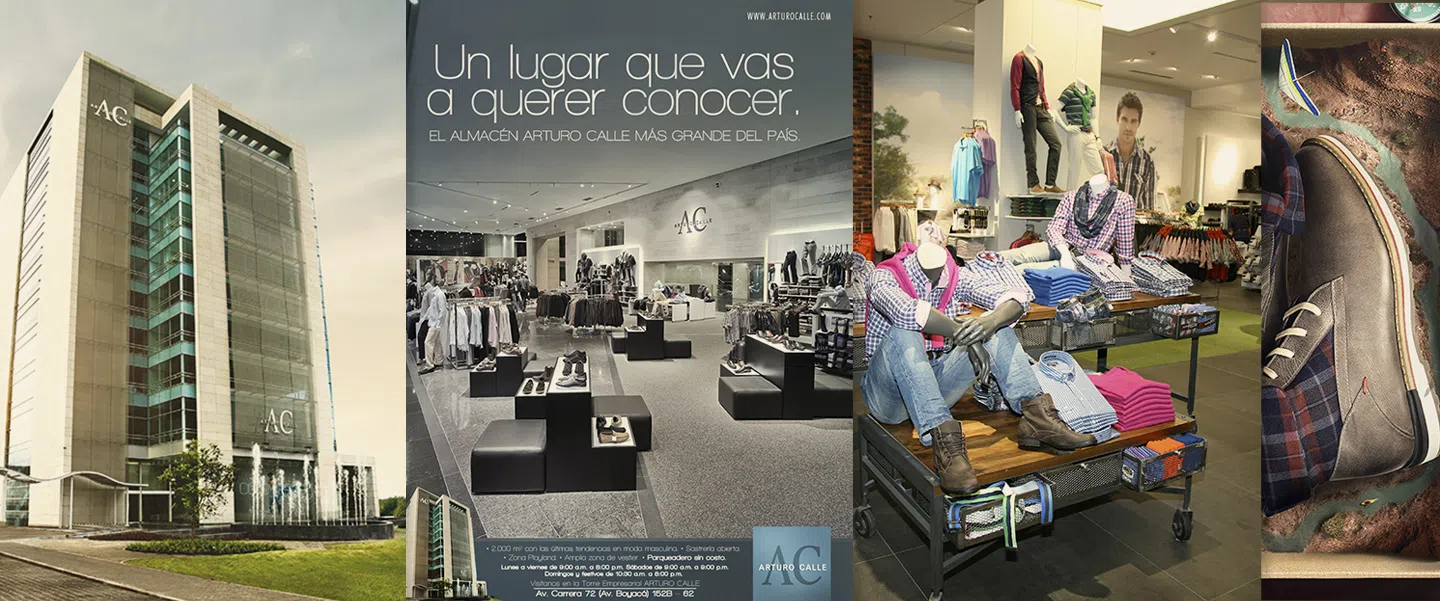 AC
AC
WWW.ARTUROCALLE.COM
Un lugar que vas
a querer conocer.
EL ALMACÉN ARTURO CALLE MÁS GRANDE DEL PAÍS.
AC
ARTURO CALLE
• 2.000 m² con las últimas tendencias en moda masculina. • Sastrería abierta
• Zona Playland. • Amplia zona de vestier • Parqueadero sin costo.
Lunes a viernes de 9:00 a.m. a 8:00 p.m. Sábados de 9:00 a.m. a 9:00 p.m.
Domingos y festivos de 10:30 a.m. a 6:00 p.m.
Visítanos en la Torre Empresarial ARTURO CALLE
Av. Carrera 72 (Av. Boyacá) 152B - 62
AC
ARTURO CALLE